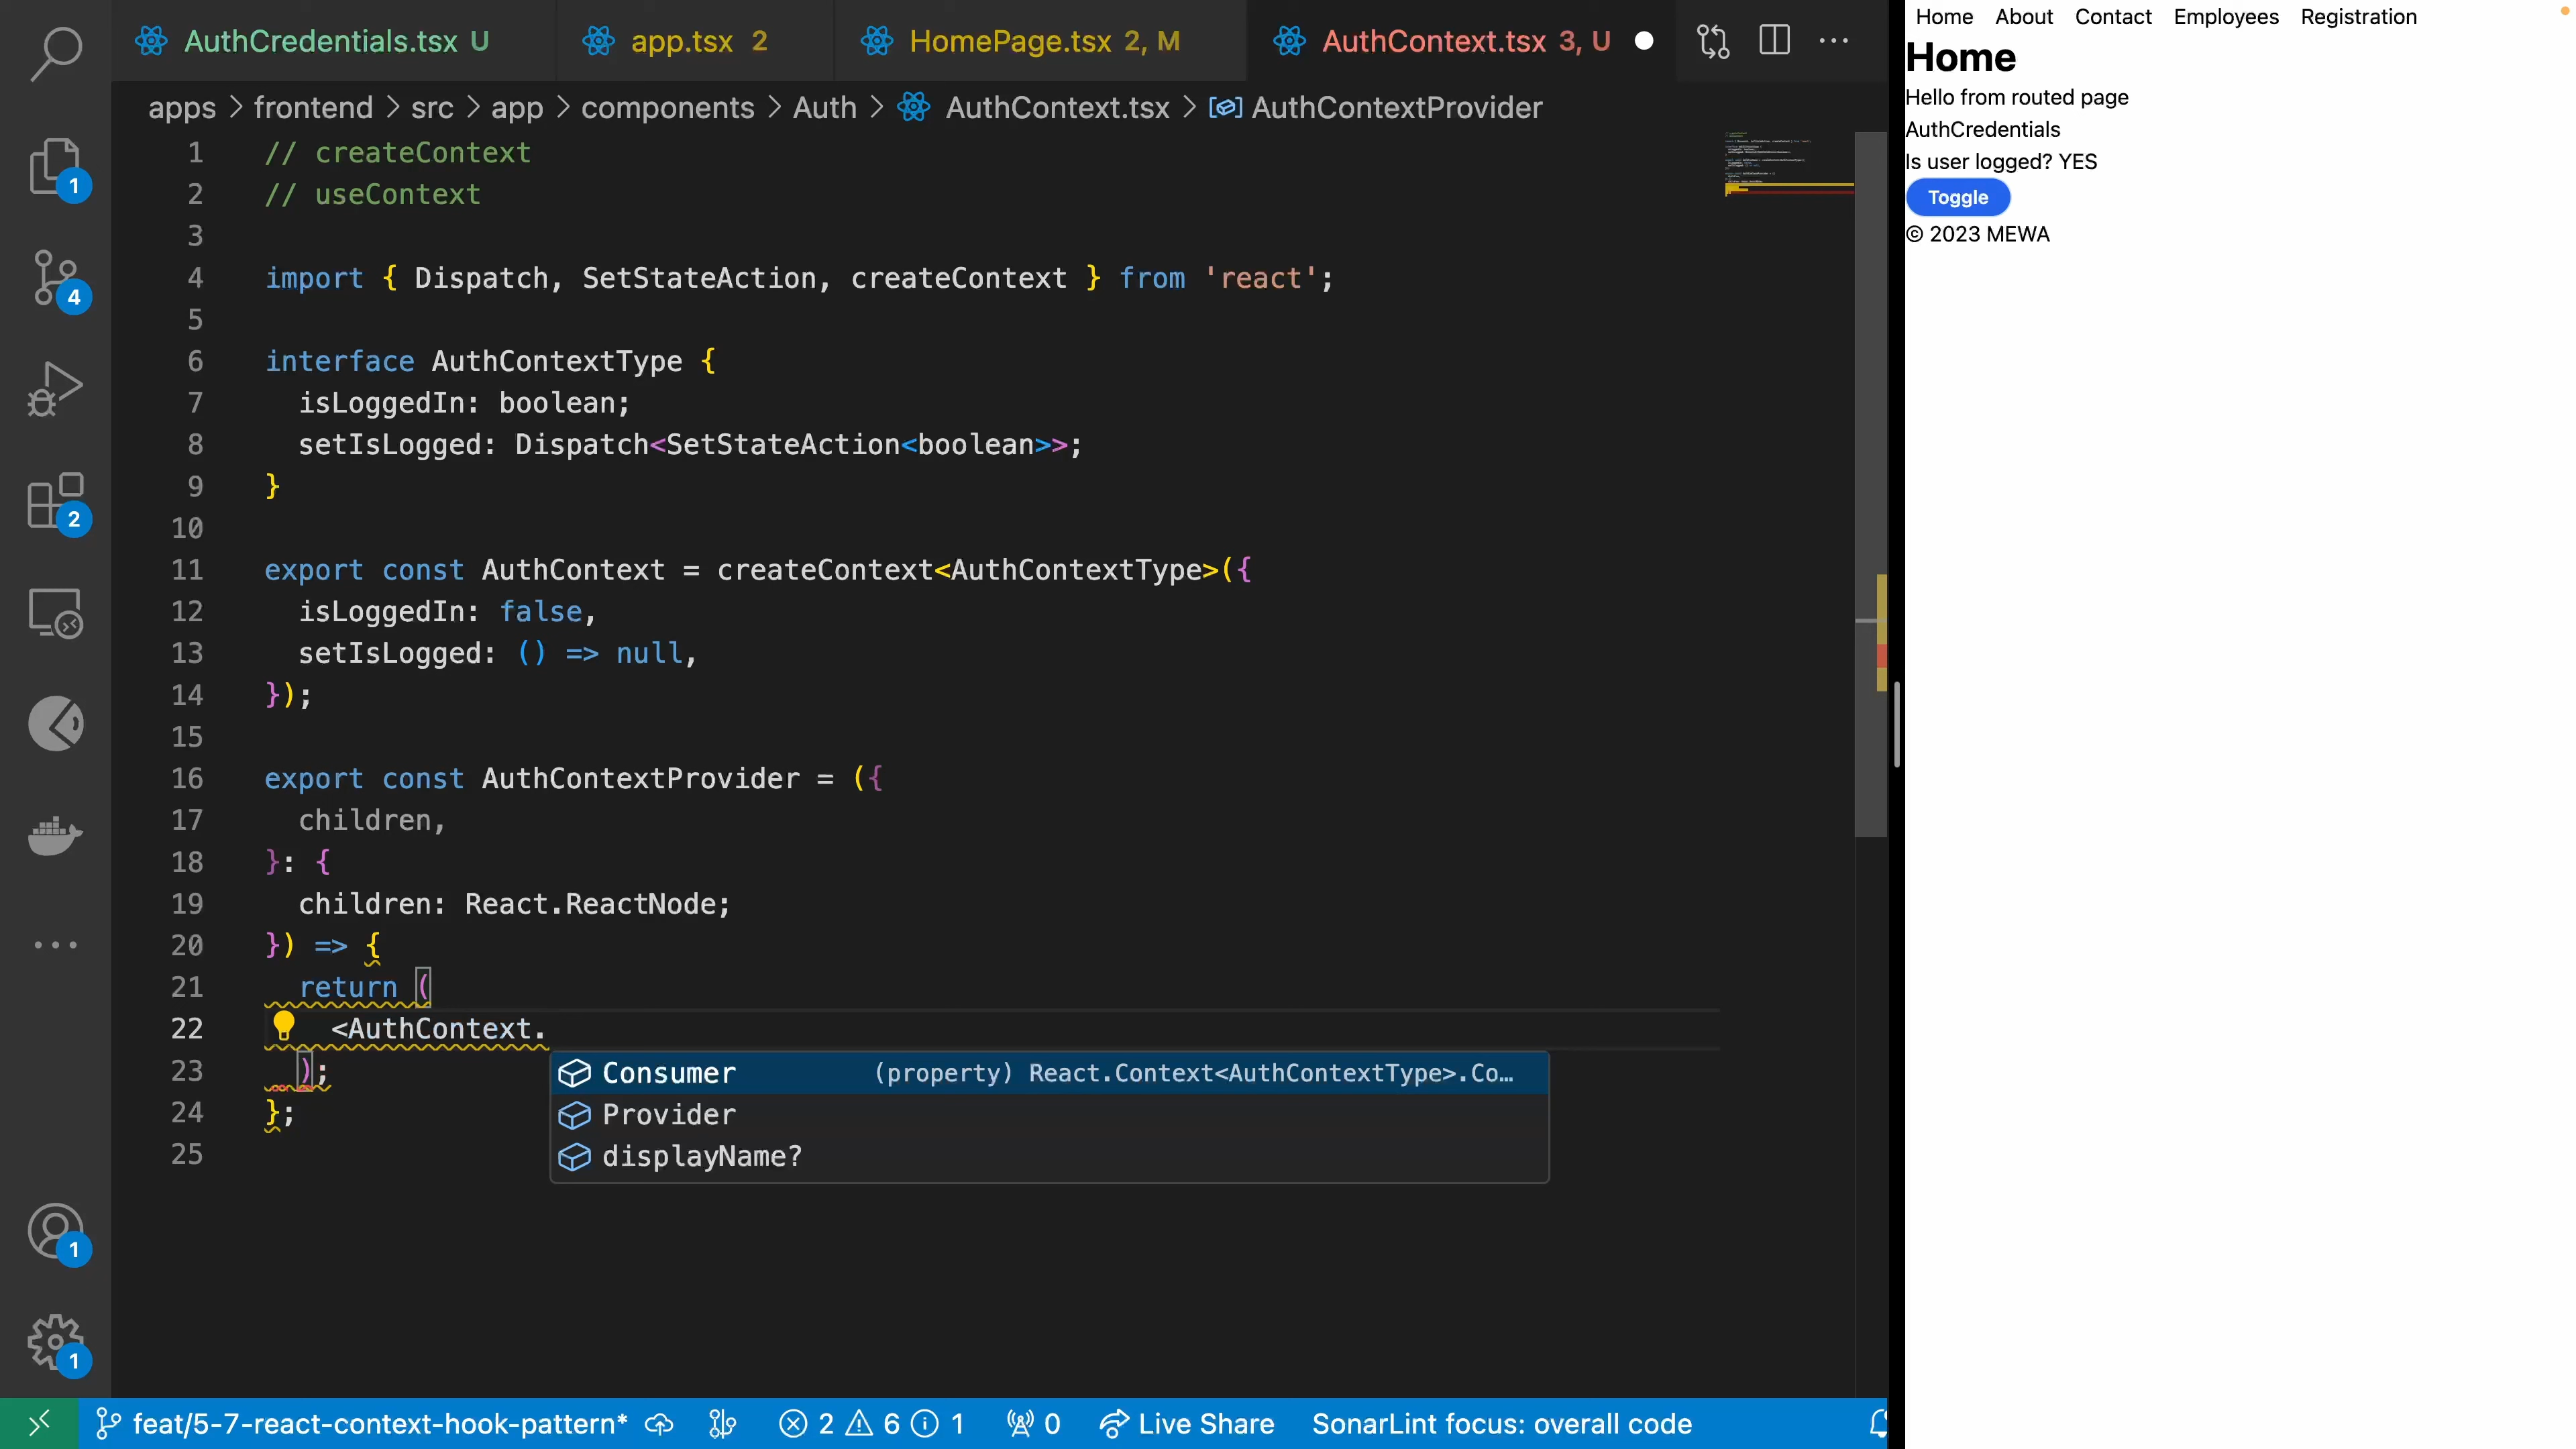 AuthCredentials.tsx U
app.tsx 2
HomePage.tsx 2, M
AuthContext.tsx 3, U
apps > frontend > src > app > components > Auth > AuthContext.tsx > AuthContextProvider
1 // createContext
2 // useContext
3
4 import { Dispatch, SetStateAction, createContext } from 'react';
5
6 interface AuthContextType {
7 isLoggedIn: boolean;
8 setIsLogged: Dispatch<SetStateAction<boolean>>;
9 }
10
11 export const AuthContext = createContext<AuthContextType>({
12 isLoggedIn: false,
13 setIsLogged: () => null,
14 });
15
16 export const AuthContextProvider = ({
17 children,
18 }: {
19 children: React.ReactNode;
20 }) => {
21 return (
22 <AuthContext.
23 );
24 };
25
Consumer (property) React.Context<AuthContextType>.Co…
Provider
displayName?
1
4
2
1
1
feat/5-7-react-context-hook-pattern* 2 6 1 0 Live Share SonarLint focus: overall code
Home About Contact Employees Registration
Home
Hello from routed page
AuthCredentials
Is user logged? YES
Toggle
© 2023 MEWA